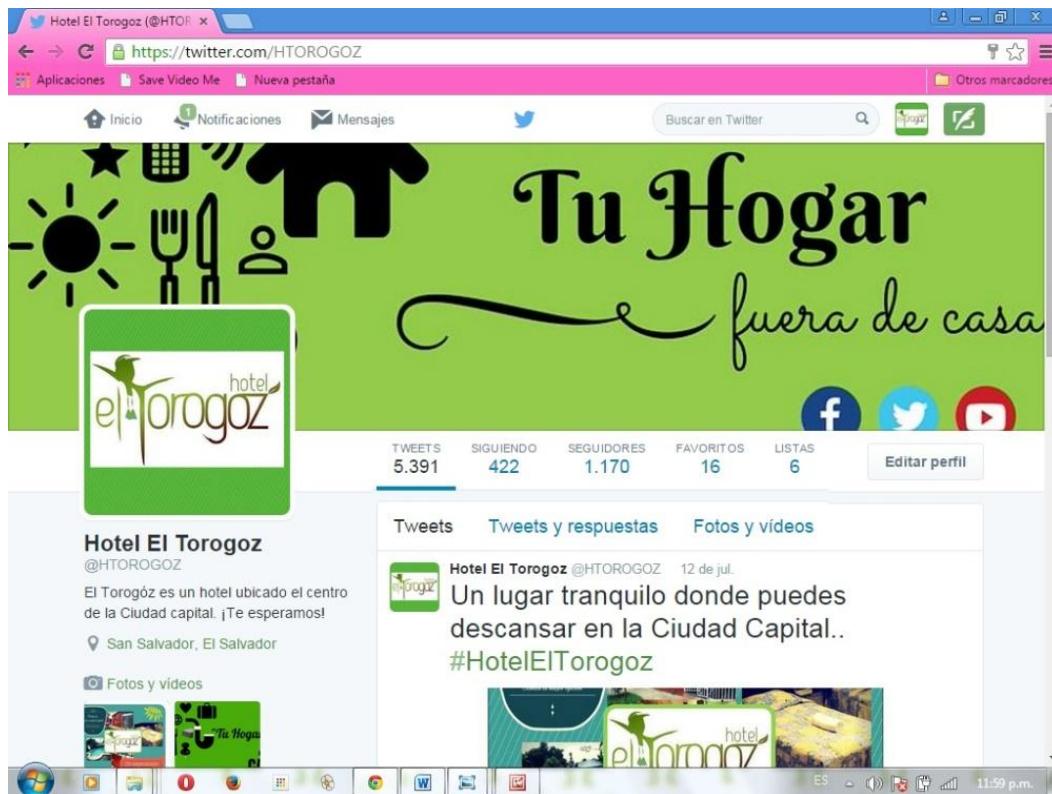 Hotel El Torogoz (@HTOR
https://twitter.com/HTOROGOZ
Aplicaciones Save Video Me Nueva pestaña Otros marcadores
Inicio 1 Notificaciones Mensajes Buscar en Twitter
Tu Hogar
fuera de casa
hotel
el Torogoz
TWEETS SIGUIENDO SEGUIDORES FAVORITOS LISTAS
5.391 422 1.170 16 6 Editar perfil
Hotel El Torogoz
@HTOROGOZ
El Torogóz es un hotel ubicado el centro
de la Ciudad capital. ¡Te esperamos!
San Salvador, El Salvador
Fotos y vídeos
Tu Hoga
Tweets Tweets y respuestas Fotos y vídeos
Hotel El Torogoz @HTOROGOZ 12 de jul.
Un lugar tranquilo donde puedes
descansar en la Ciudad Capital..
#HotelElTorogoz
hotel
el Torogoz
ES 11:59 p.m.